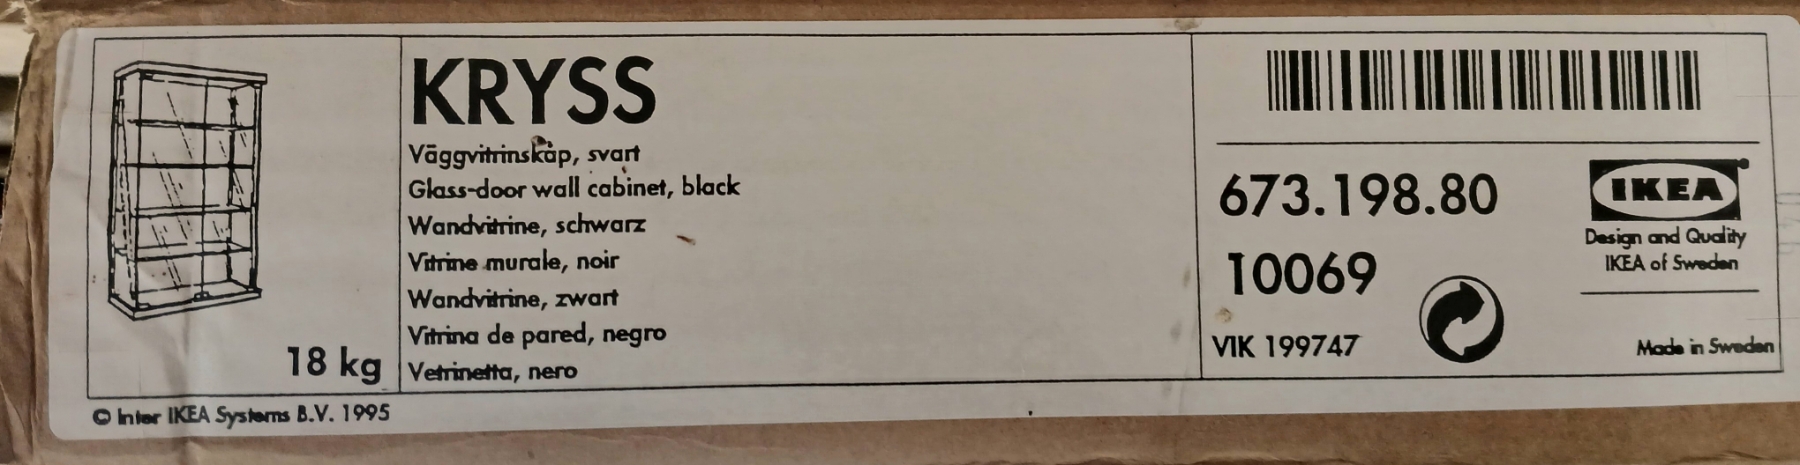 KRYSS
Väggvitrinskåp, svart
Glass-door wall cabinet, black
Wandvitrine, schwarz
Vitrine murale, noir
Wandvitrine, zwart
Vitrina de pared, negro
Vetrinetta, nero
18 kg
© Inter IKEA Systems B.V. 1995
673.198.80
10069
VIK 199747
IKEA
Design and Quality
IKEA of Sweden
Made in Sweden